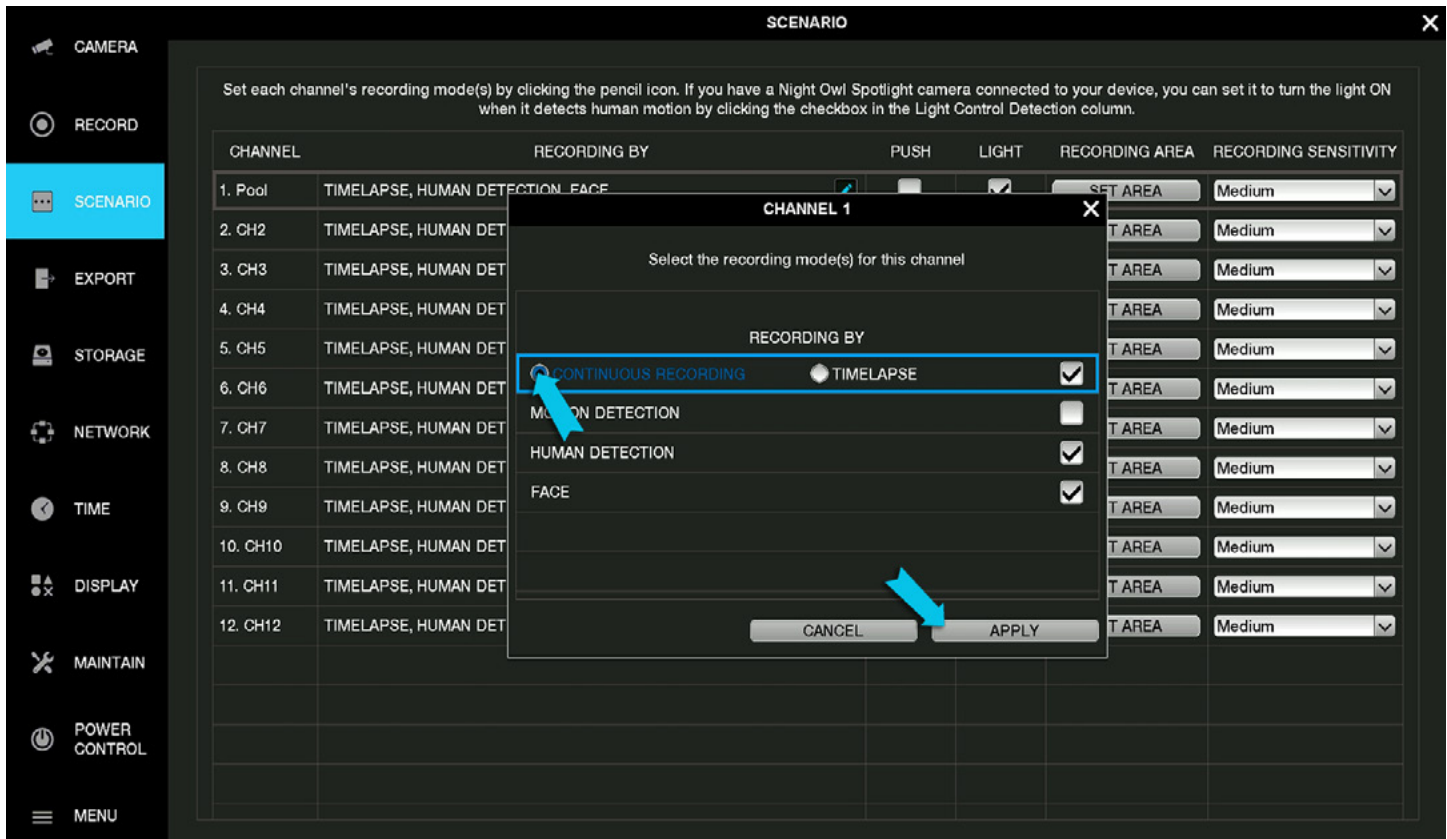 SCENARIO
CAMERA
RECORD
SCENARIO
EXPORT
STORAGE
NETWORK
TIME
DISPLAY
MAINTAIN
POWER
CONTROL
MENU
Set each channel's recording mode(s) by clicking the pencil icon. If you have a Night Owl Spotlight camera connected to your device, you can set it to turn the light ON
when it detects human motion by clicking the checkbox in the Light Control Detection column.
CHANNEL RECORDING BY PUSH LIGHT RECORDING AREA RECORDING SENSITIVITY
1. Pool TIMELAPSE, HUMAN DETECTION, FACE SET AREA Medium
2. CH2 TIMELAPSE, HUMAN DET T AREA Medium
3. CH3 TIMELAPSE, HUMAN DET T AREA Medium
4. CH4 TIMELAPSE, HUMAN DET T AREA Medium
5. CH5 TIMELAPSE, HUMAN DET T AREA Medium
6. CH6 TIMELAPSE, HUMAN DET T AREA Medium
7. CH7 TIMELAPSE, HUMAN DET T AREA Medium
8. CH8 TIMELAPSE, HUMAN DET T AREA Medium
9. CH9 TIMELAPSE, HUMAN DET T AREA Medium
10. CH10 TIMELAPSE, HUMAN DET T AREA Medium
11. CH11 TIMELAPSE, HUMAN DET T AREA Medium
12. CH12 TIMELAPSE, HUMAN DET T AREA Medium
CHANNEL 1
Select the recording mode(s) for this channel
RECORDING BY
CONTINUOUS RECORDING TIMELAPSE
MOTION DETECTION
HUMAN DETECTION
FACE
CANCEL APPLY